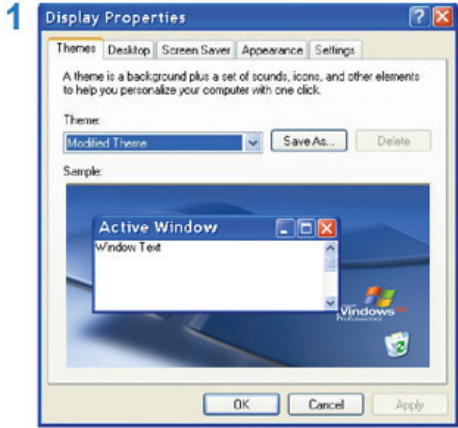 1
Display Properties
Themes Desktop Screen Saver Appearance Settings
A theme is a background plus a set of sounds, icons, and other elements
to help you personalize your computer with one click.
Theme:
Modified Theme Save As... Delete
Sample:
Active Window
Window Text
Windows
OK Cancel Apply